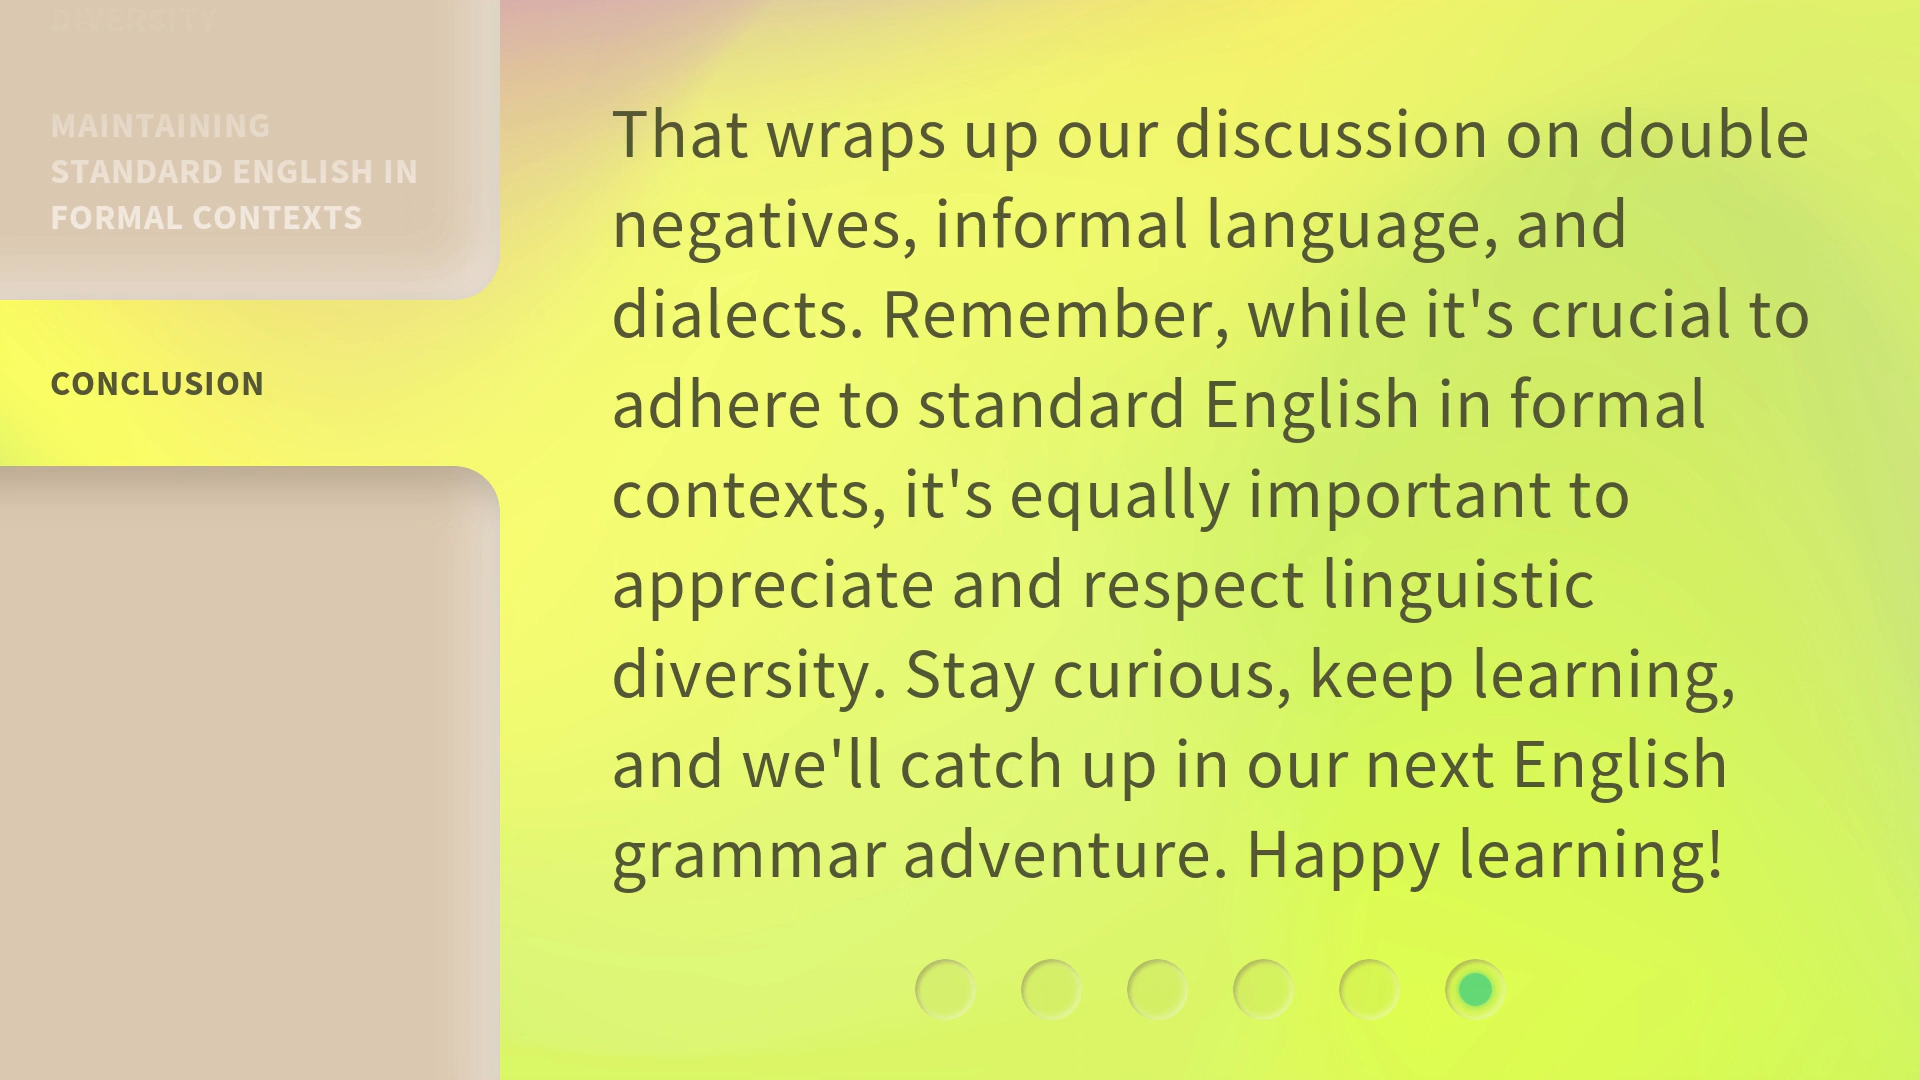 DIVERSITY
MAINTAINING
STANDARD ENGLISH IN
FORMAL CONTEXTS
CONCLUSION
That wraps up our discussion on double
negatives, informal language, and
dialects. Remember, while it's crucial to
adhere to standard English in formal
contexts, it's equally important to
appreciate and respect linguistic
diversity. Stay curious, keep learning,
and we'll catch up in our next English
grammar adventure. Happy learning!